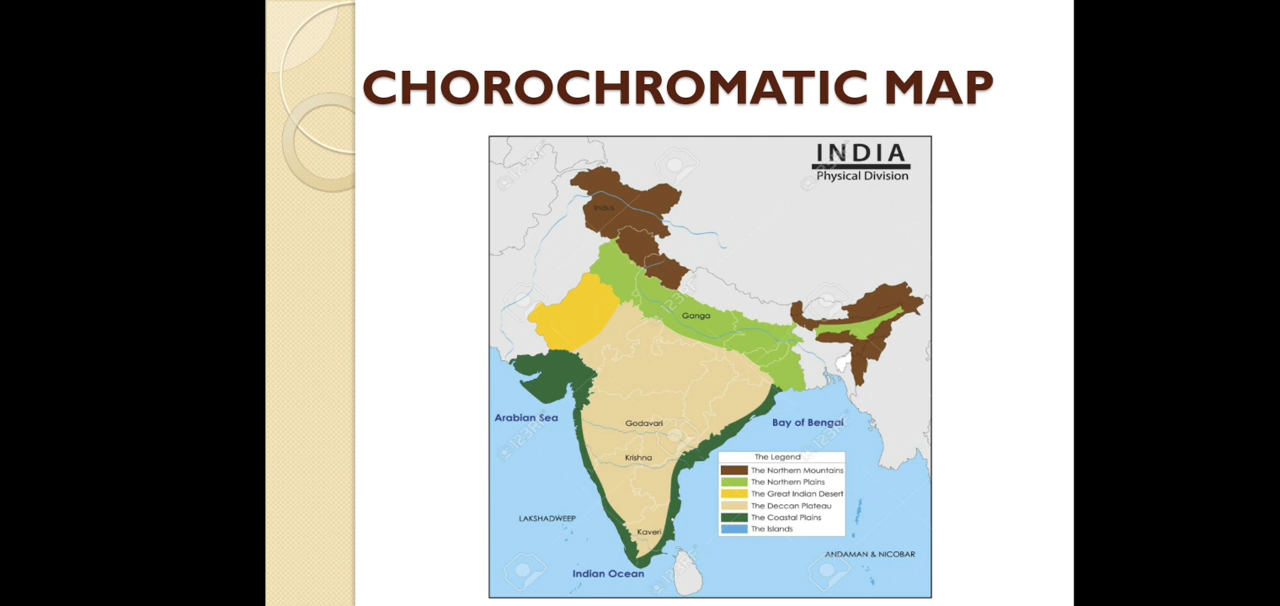 CHOROCHROMATIC MAP
INDIA
Physical Division
Indus
Ganga
Arabian Sea
Godavari
Bay of Bengal
Krishna
The Legend
The Northern Mountains
The Northern Plains
The Great Indian Desert
The Deccan Plateau
The Coastal Plains
The Islands
LAKSHADWEEP
Kaveri
ANDAMAN & NICOBAR
Indian Ocean